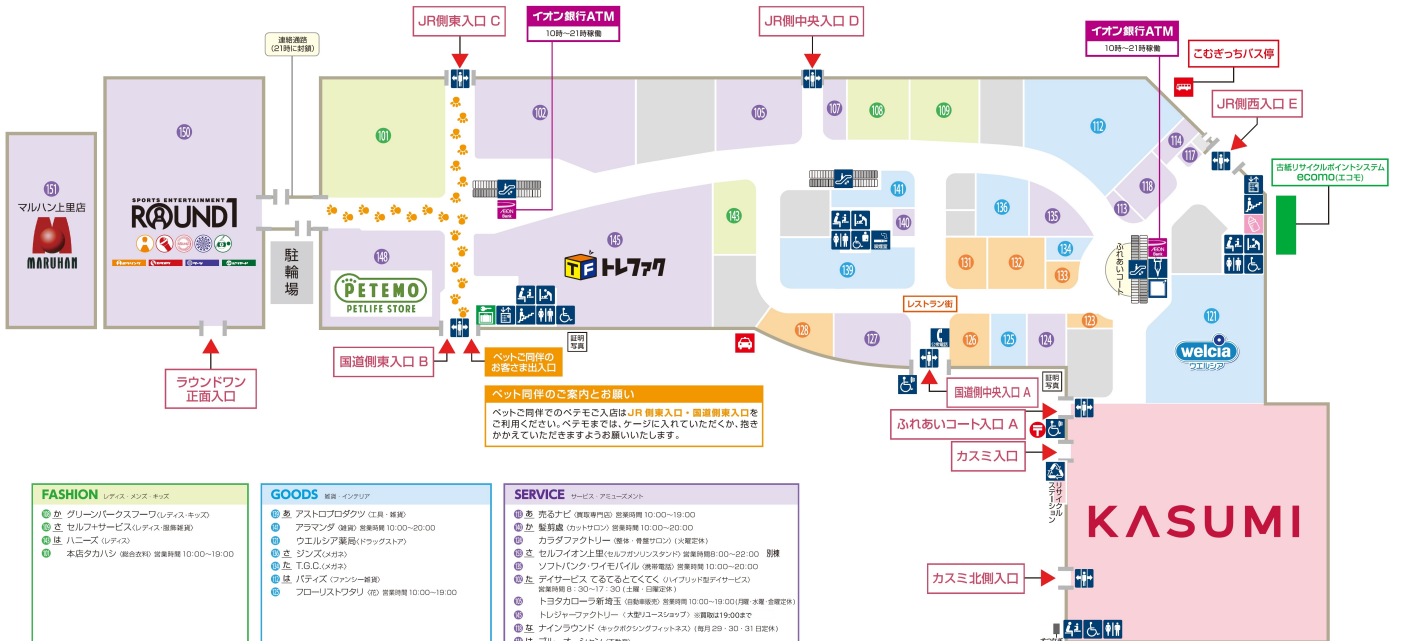 JR側東入口 C
イオン銀行ATM
10時～21時稼働
JR側中央入口 D
イオン銀行ATM
10時～21時稼働
こむぎっちバス停
JR側西入口 E
連絡通路
(21時に封鎖)
古紙リサイクルポイントシステム
ecomo(エコモ)
151
マルハン上里店
MARUHAN
150
SPORTS ENTERTAINMENT
ROUND1
駐輪場
101
102
105
107
108
109
112
114
117
118
113
143
141
140
139
136
135
134
131
132
133
148
PETEMO
PETLIFE STORE
145
TF トレファク
AEON Bank
ふれあいコート
レストラン街
128
127
126
125
124
123
121
welcia
ウエルシア
公衆電話
証明写真
証明写真
ラウンドワン
正面入口
国道側東入口 B
ペットご同伴の
お客さま出入口
国道側中央入口 A
ふれあいコート入口 A
カスミ入口
リサイクルステーション
KASUMI
カスミ北側入口
ペット同伴のご案内とお願い
ペットご同伴でのペテモご入店はJR 側東入口・国道側東入口を
ご利用ください。ペテモまでは、ケージに入れていただくか、抱き
かかえていただきますようお願いいたします。
FASHION レディス・メンズ・キッズ
か グリーンパークスフーワ(レディス・キッズ)
さ セルフ+サービス(レディス・服飾雑貨)
は ハニーズ(レディス)
本店タカハシ(総合衣料) 営業時間 10:00～19:00
GOODS 雑貨・インテリア
あ アストロプロダクツ(工具・雑貨)
アラマンダ(雑貨) 営業時間 10:00～20:00
ウエルシア薬局(ドラッグストア)
さ ジンズ(メガネ)
た T.G.C.(メガネ)
は パティズ(ファンシー雑貨)
フローリストワタリ(花) 営業時間 10:00～19:00
SERVICE サービス・アミューズメント
あ 売るナビ(買取専門店) 営業時間 10:00～19:00
か 髪剪處(カットサロン) 営業時間 10:00～20:00
カラダファクトリー(整体・骨盤サロン)(火曜定休)
さ セルフイオン上里(セルフガソリンスタンド) 営業時間8:00～22:00 別棟
ソフトバンク・ワイモバイル(携帯電話) 営業時間 10:00～20:00
た デイサービス てるてるとてくてく(ハイブリッド型デイサービス)
営業時間 8:30～17:30(土曜・日曜定休)
トヨタカローラ新埼玉(自動車販売) 営業時間 10:00～19:00(月曜・水曜・金曜定休)
トレジャーファクトリー(大型リユースショップ) ※買取は19:00まで
な ナインラウンド(キックボクシングフィットネス)(毎月29・30・31日定休)